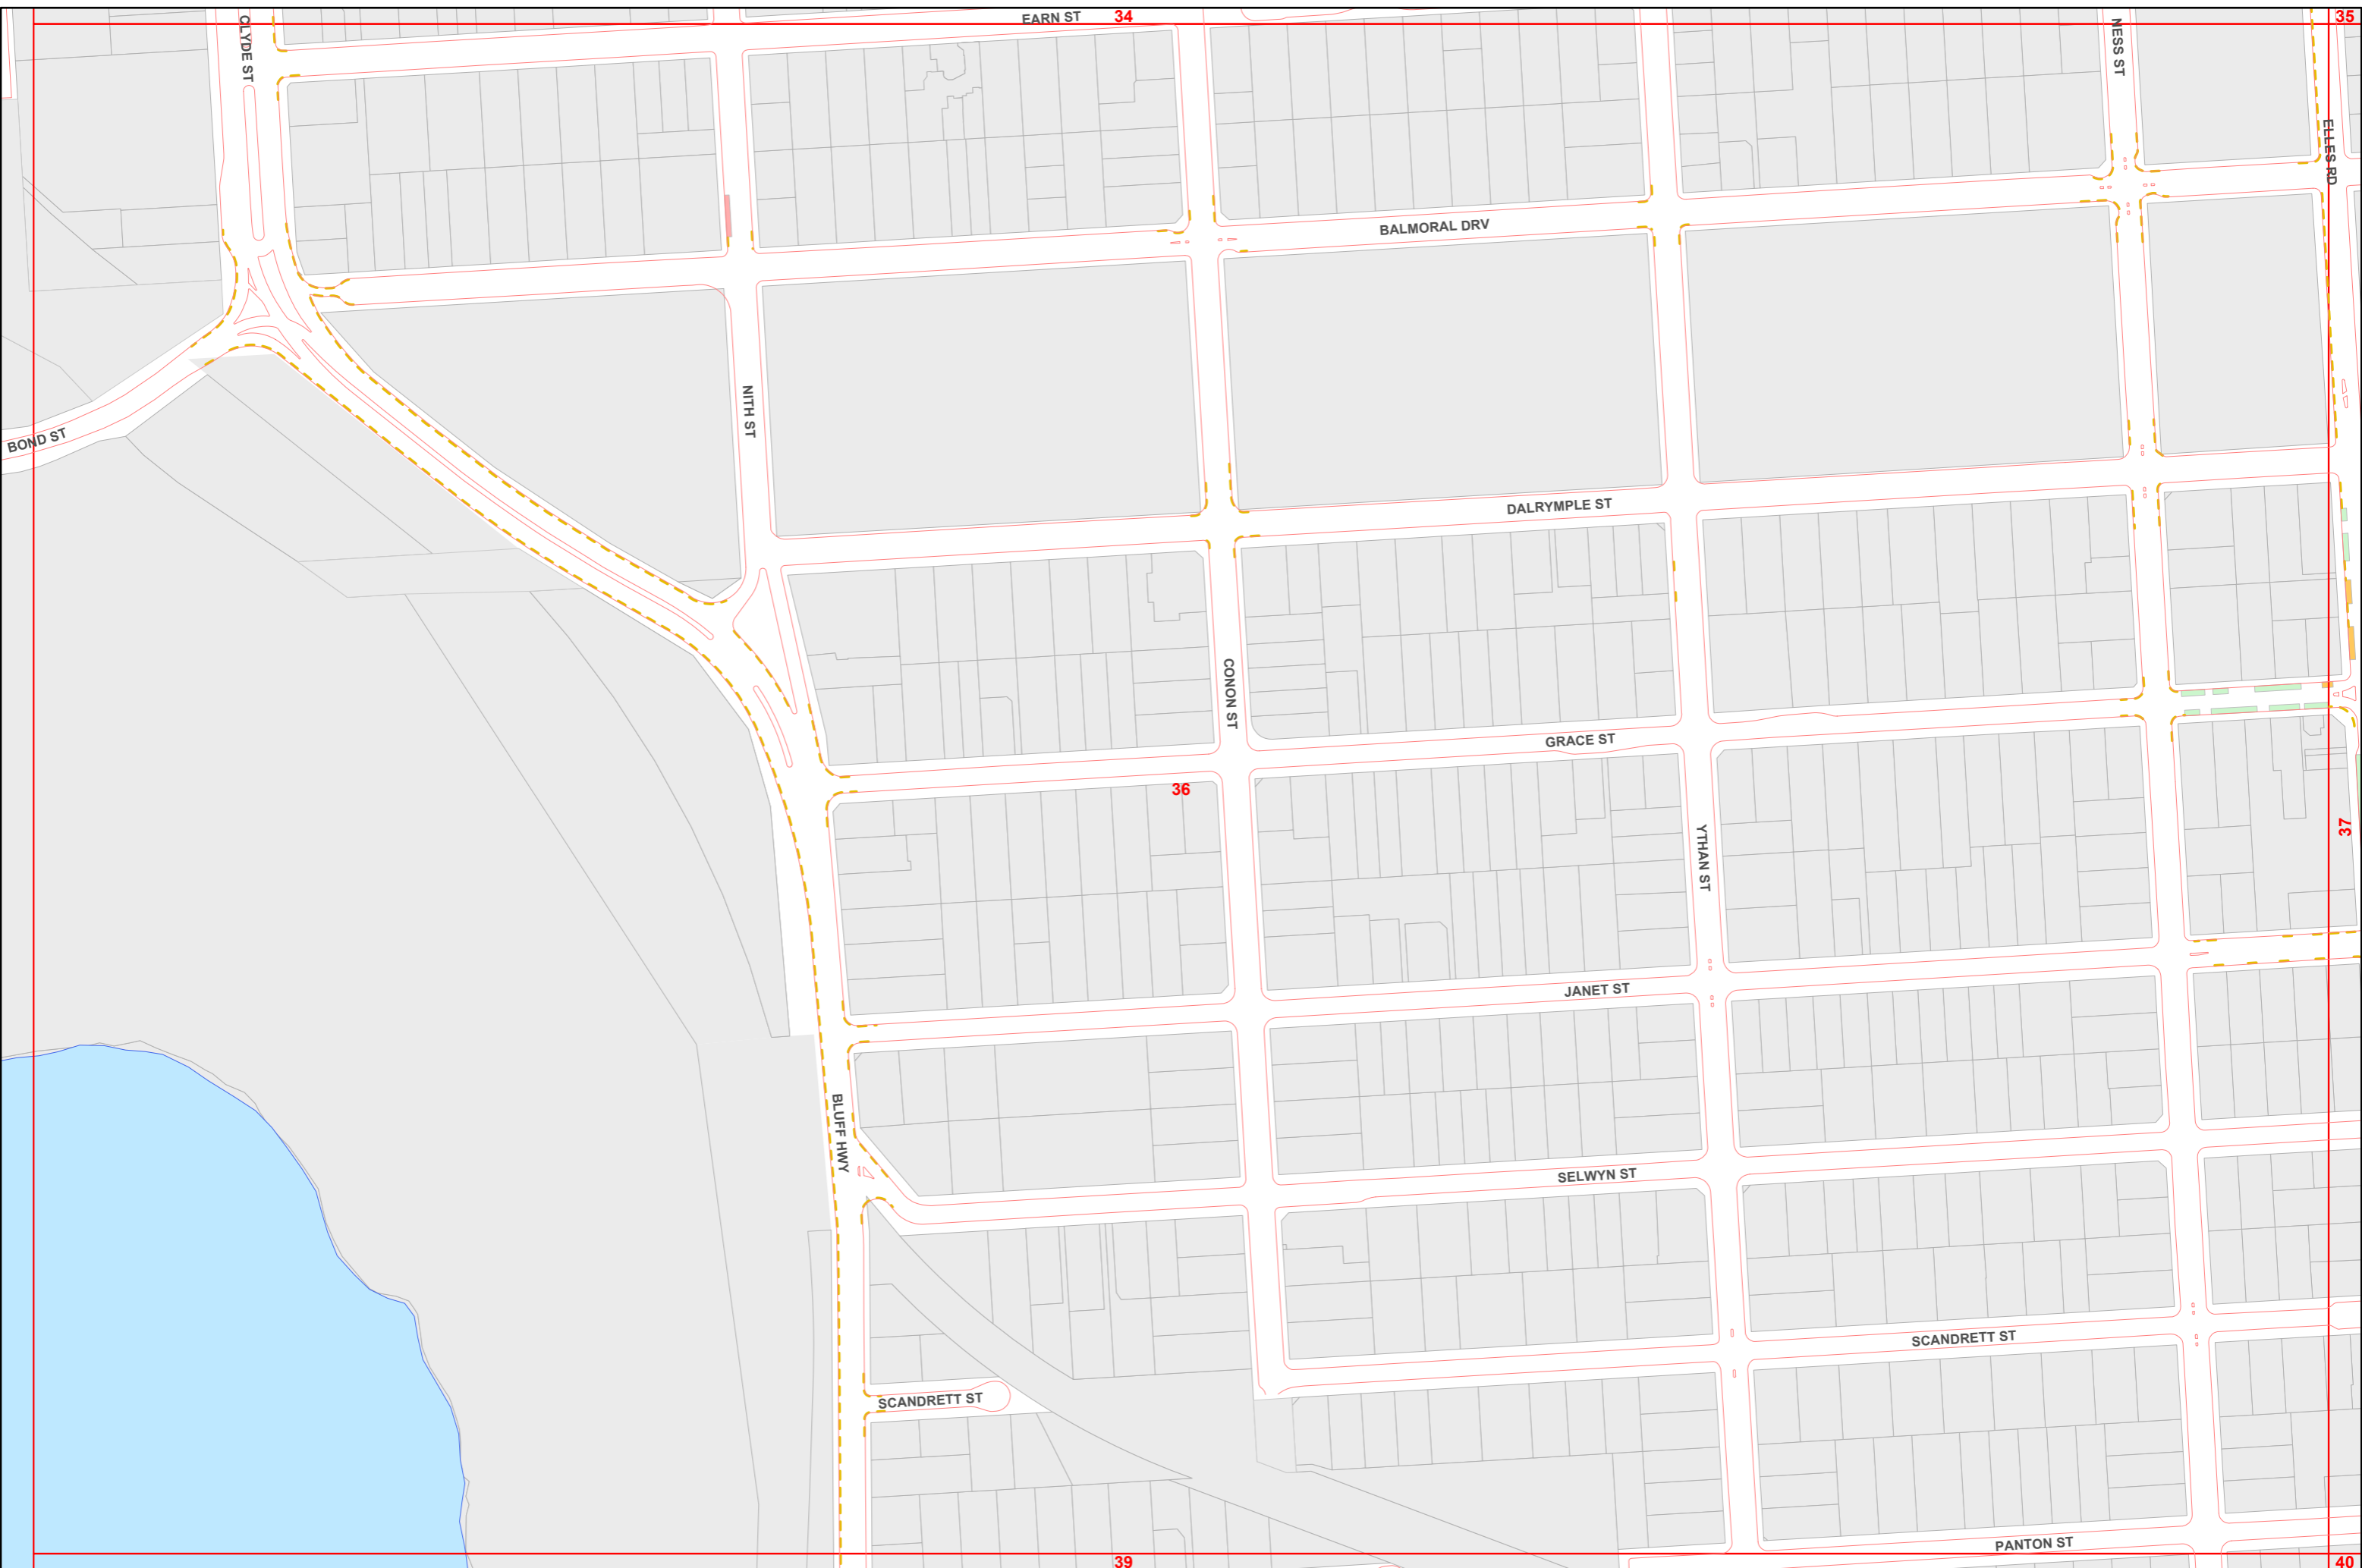 EARN ST
34
35
CLYDE ST
NESS ST
ELLES RD
BALMORAL DRV
BOND ST
NITH ST
DALRYMPLE ST
CONON ST
GRACE ST
36
YTHAN ST
37
JANET ST
BLUFF HWY
SELWYN ST
SCANDRETT ST
SCANDRETT ST
PANTON ST
39
40